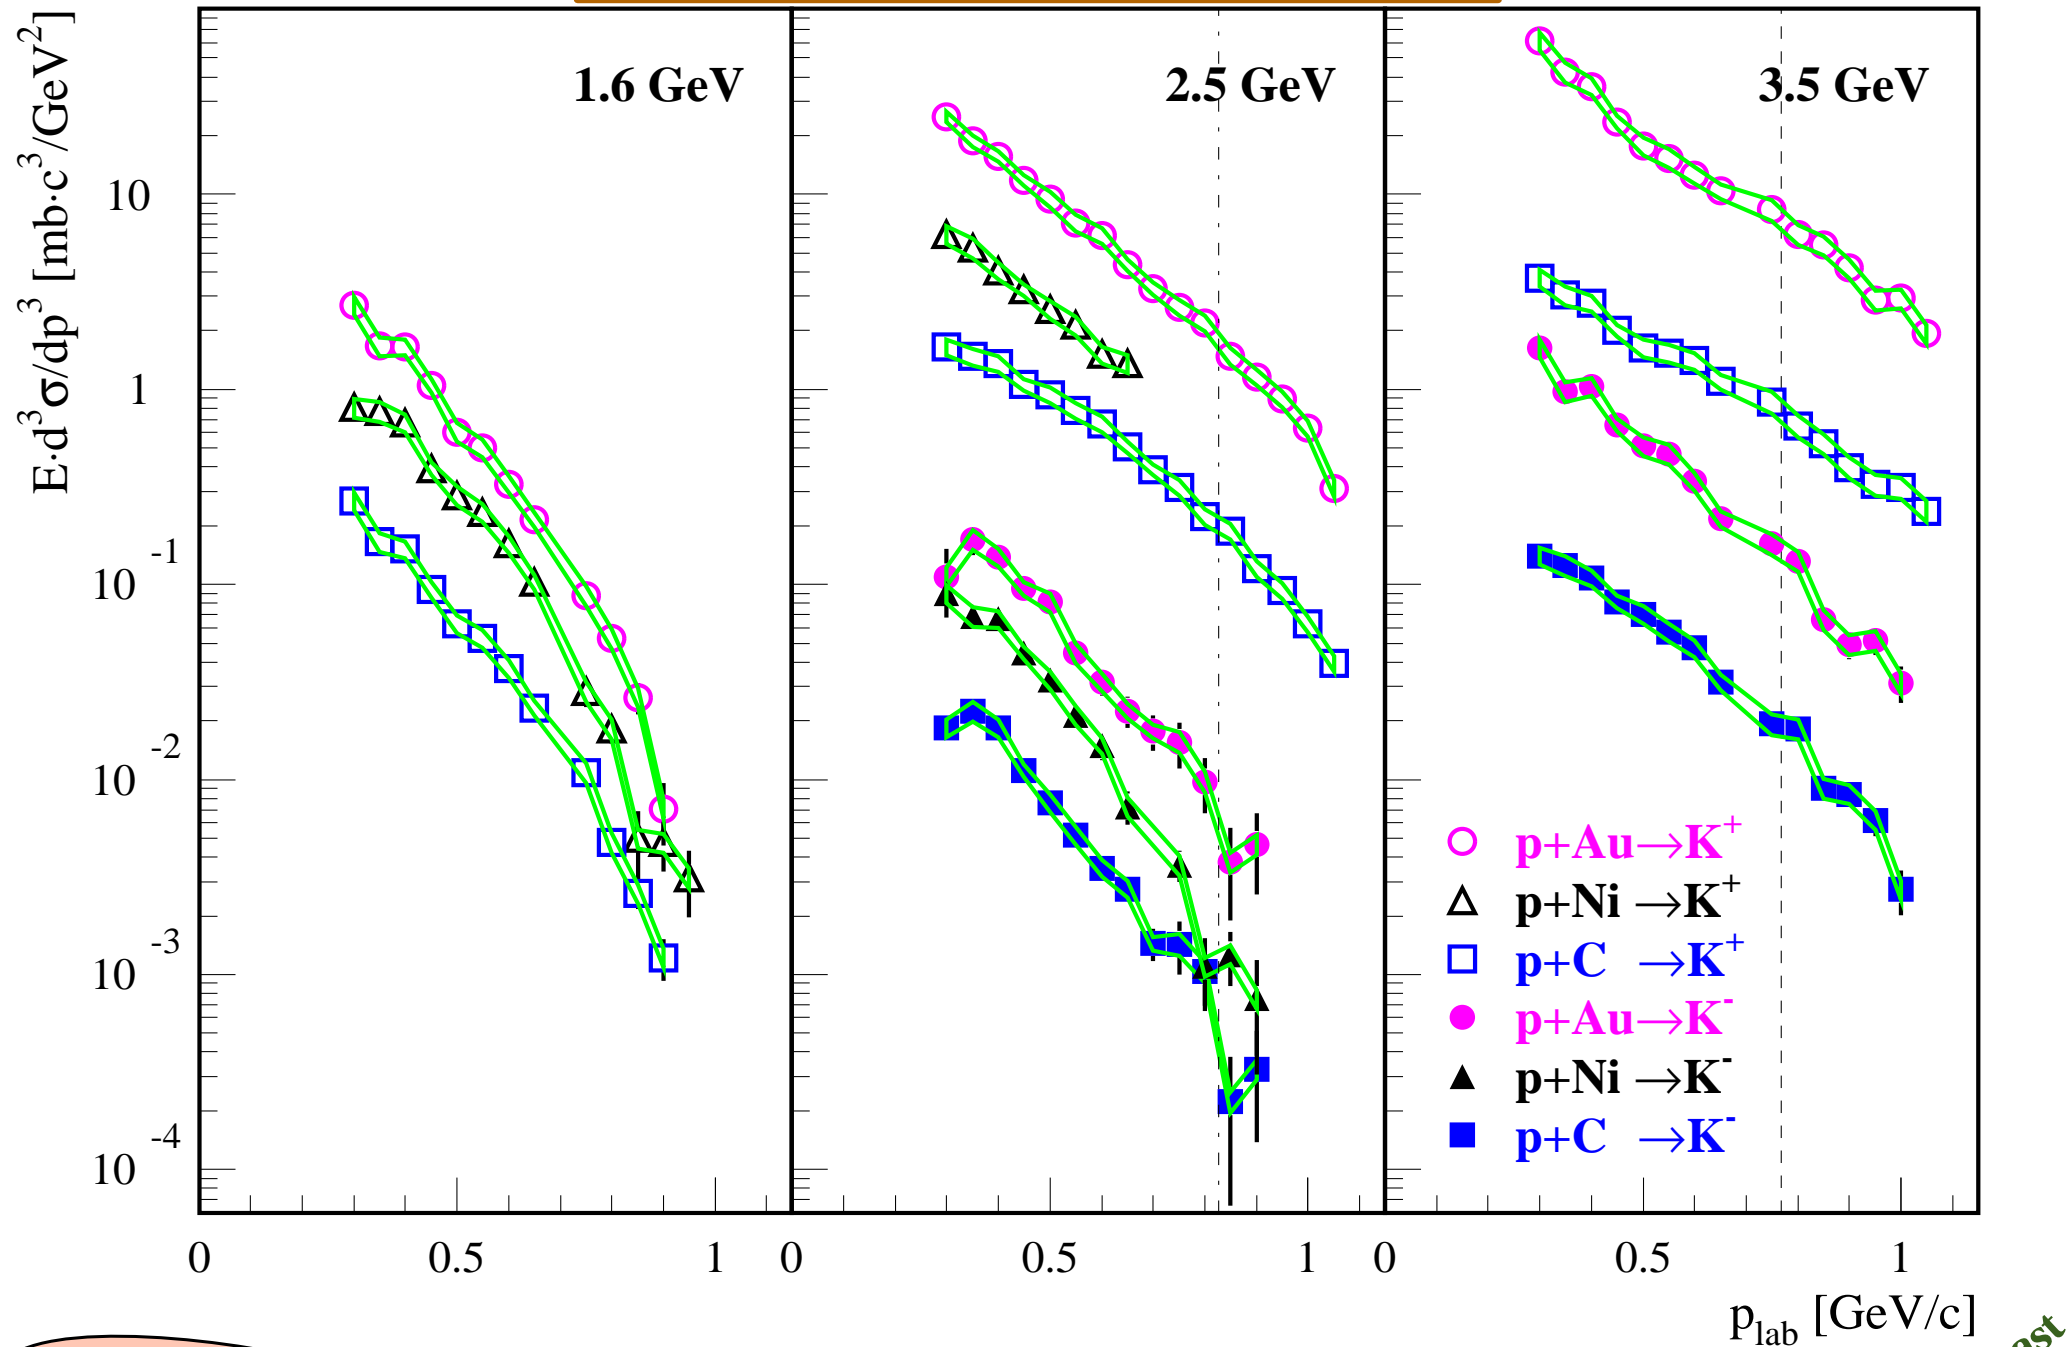 E·d³σ/dp³ [mb·c³/GeV²]
1.6 GeV
2.5 GeV
3.5 GeV
10
1
10⁻¹
10⁻²
10⁻³
10⁻⁴
p+Au→K⁺
p+Ni →K⁺
p+C →K⁺
p+Au→K⁻
p+Ni →K⁻
p+C →K⁻
0 0.5 1 0 0.5 1 0 0.5 1
p_lab [GeV/c]